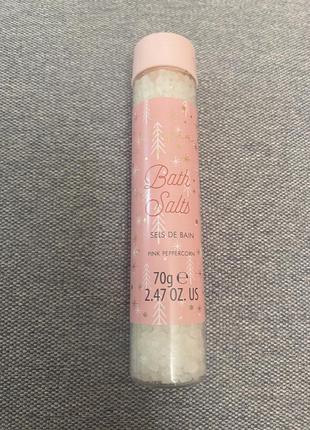 Bath
Salts
SELS DE BAIN
PINK PEPPERCORN
70g ℮
2.47 OZ. US